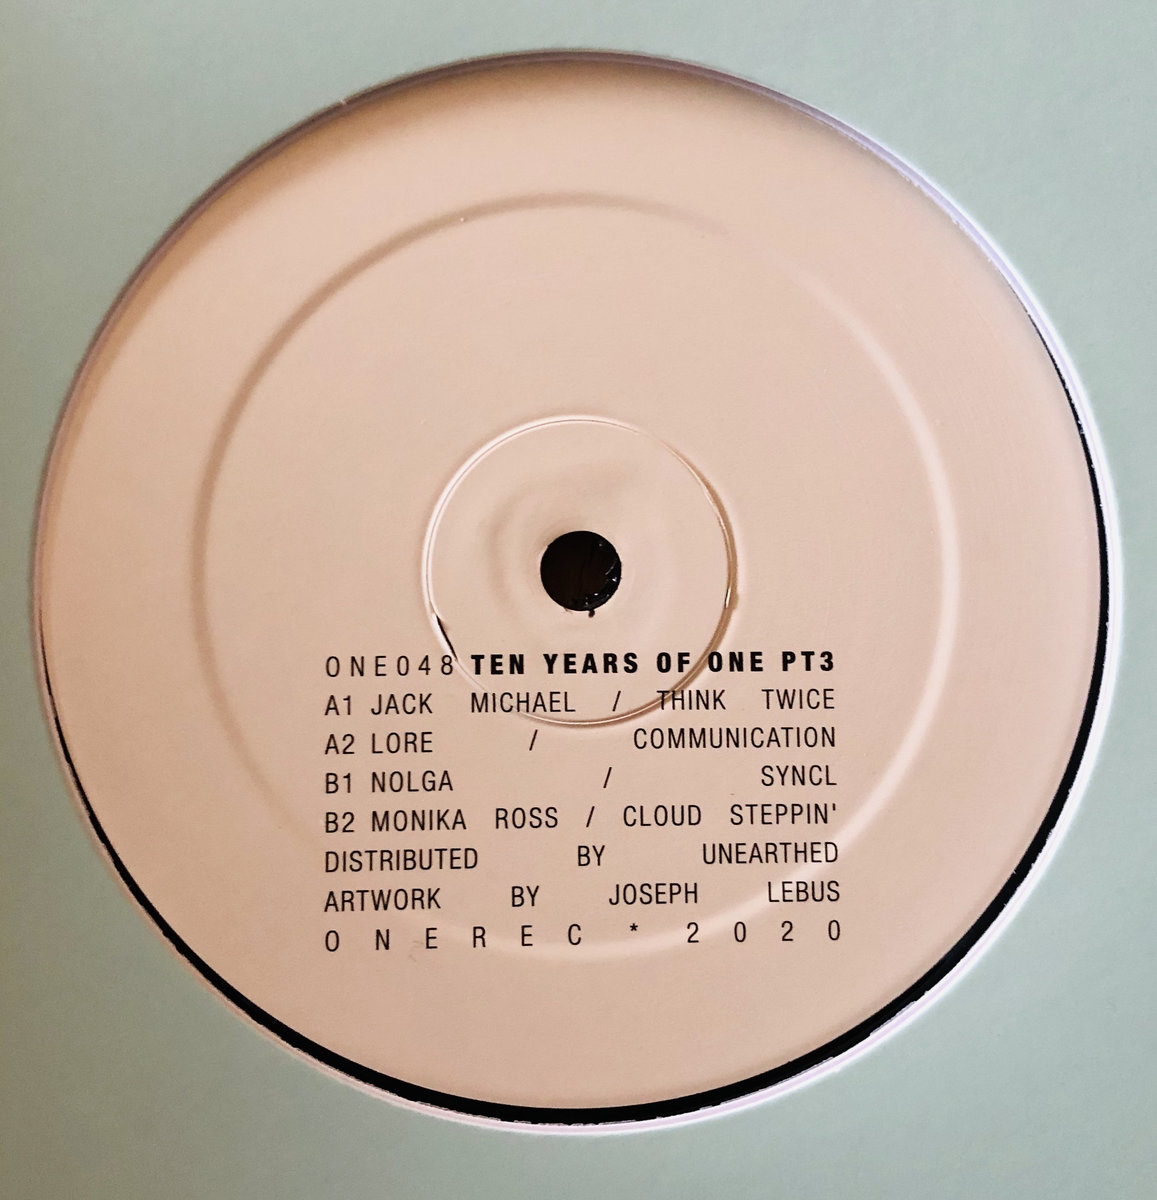 ONE048 TEN YEARS OF ONE PT3
A1 JACK MICHAEL / THINK TWICE
A2 LORE / COMMUNICATION
B1 NOLGA / SYNCL
B2 MONIKA ROSS / CLOUD STEPPIN'
DISTRIBUTED BY UNEARTHED
ARTWORK BY JOSEPH LEBUS
ONEREC * 2020